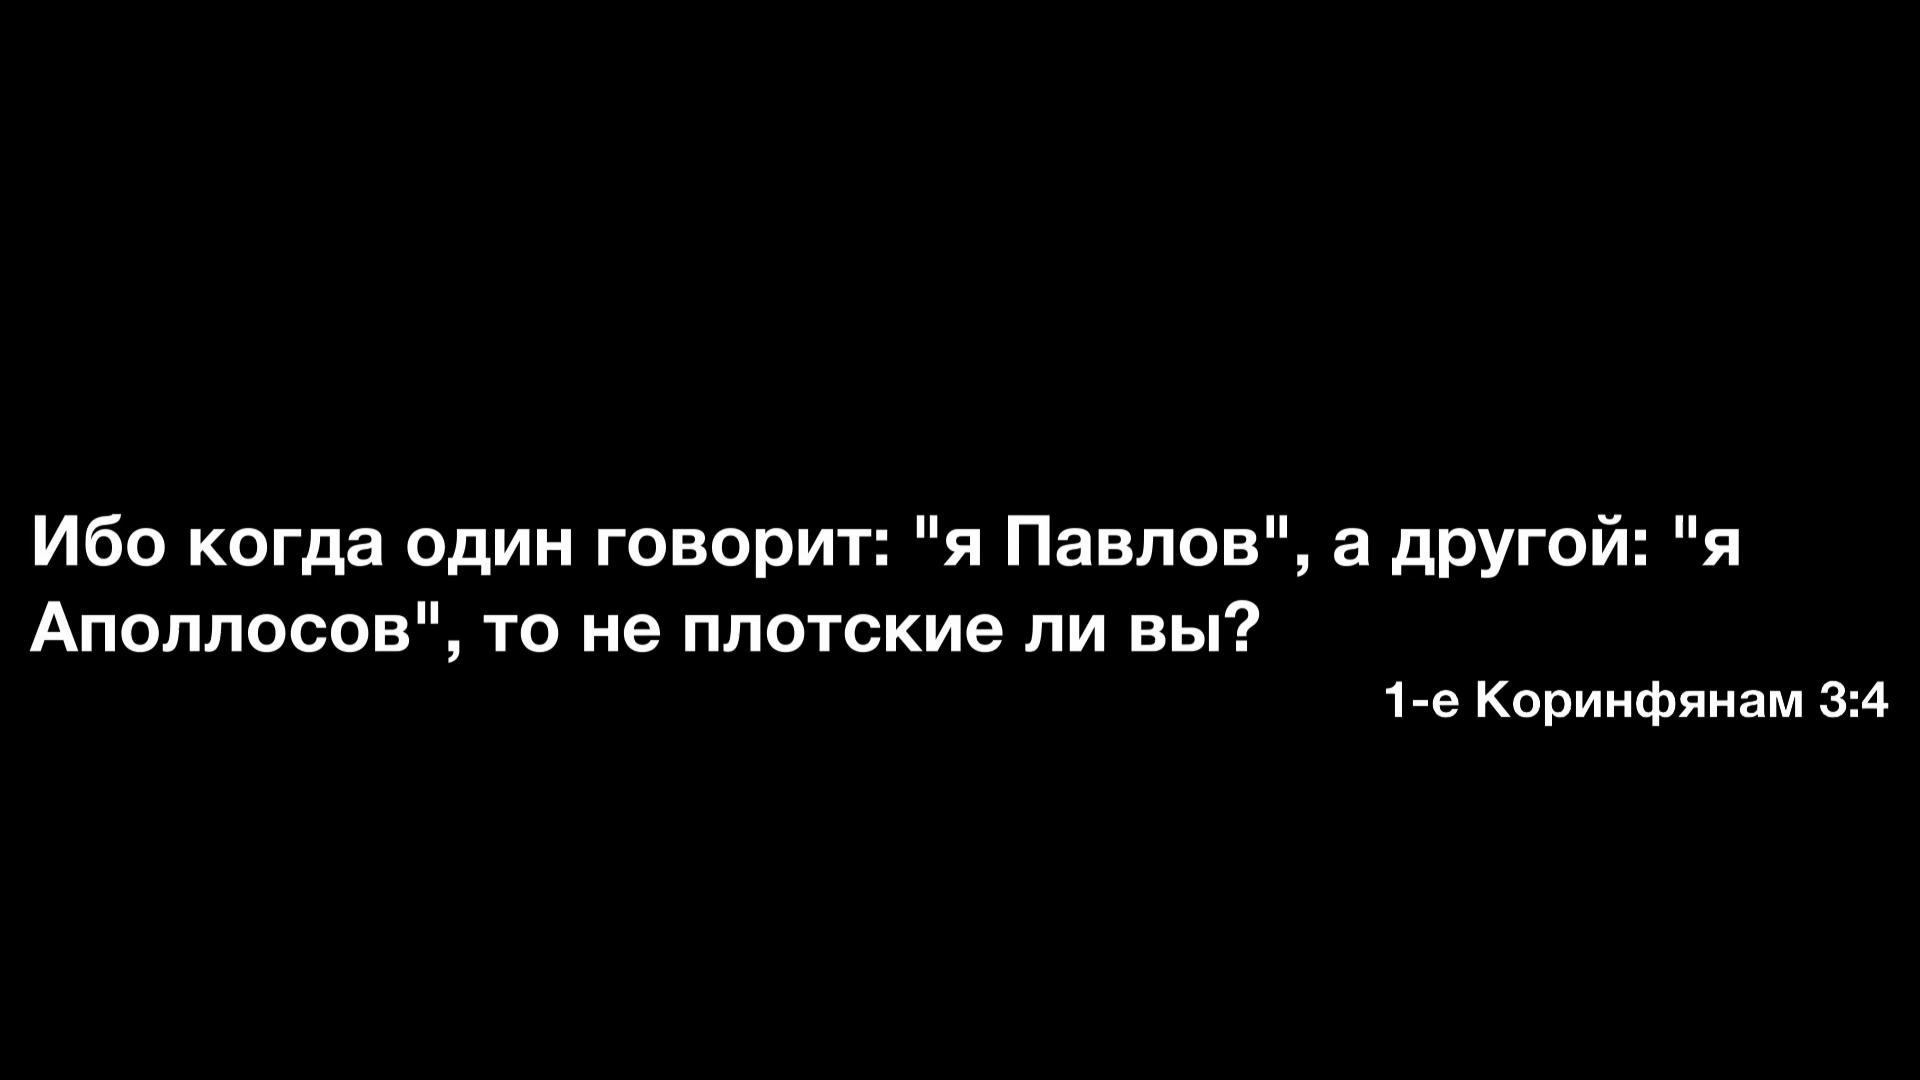 Ибо когда один говорит: "я Павлов", а другой: "я
Аполлосов", то не плотские ли вы?
1-е Коринфянам 3:4